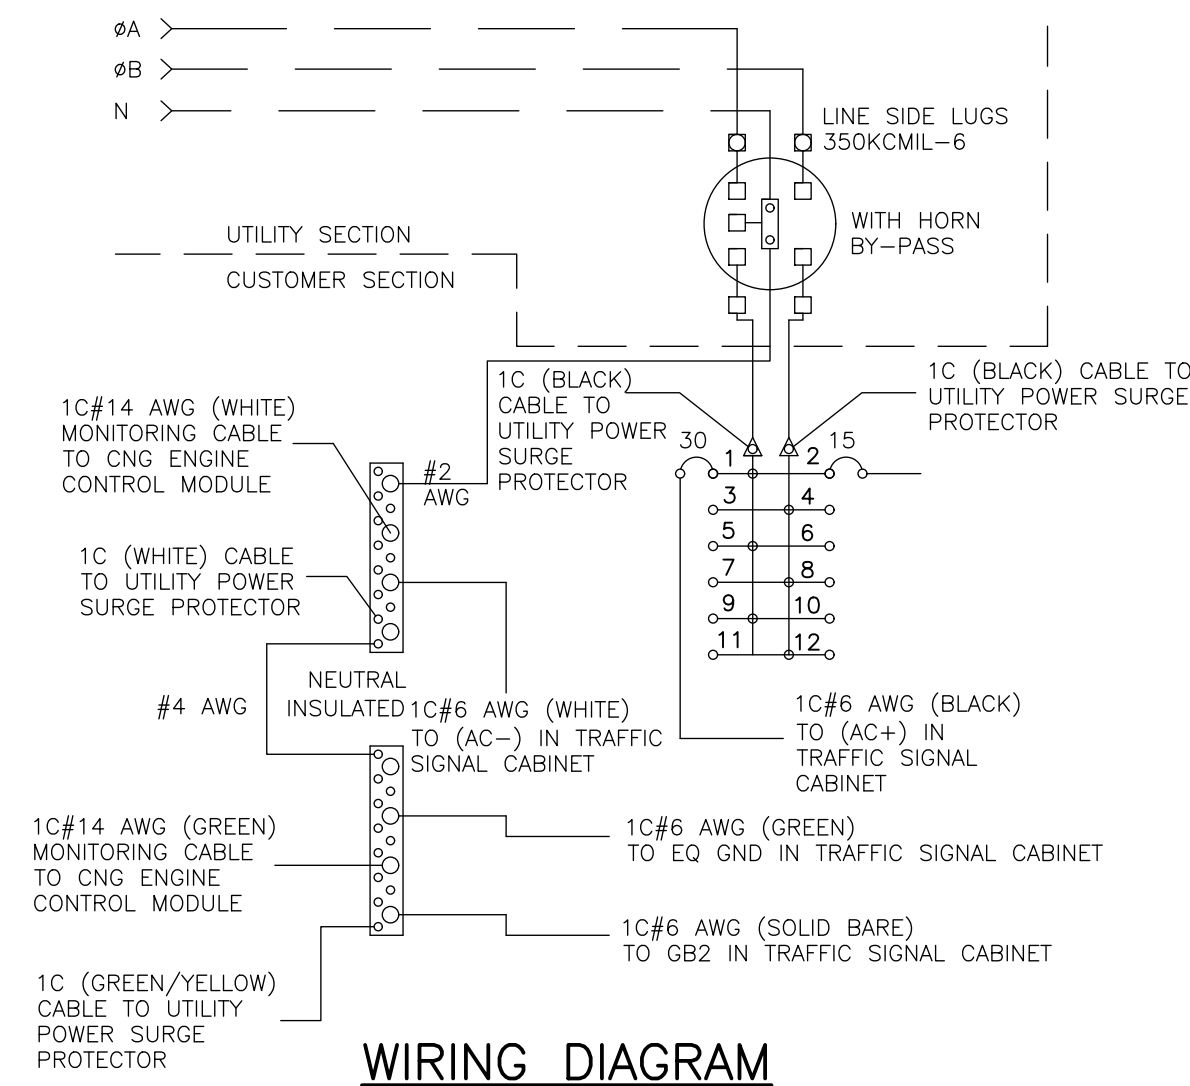 øA
øB
N
LINE SIDE LUGS
350KCMIL-6
WITH HORN
BY-PASS
UTILITY SECTION
CUSTOMER SECTION
1C (BLACK)
CABLE TO
UTILITY POWER
SURGE
PROTECTOR
1C (BLACK) CABLE TO
UTILITY POWER SURGE
PROTECTOR
1C#14 AWG (WHITE)
MONITORING CABLE
TO CNG ENGINE
CONTROL MODULE
#2
AWG
30
15
1
2
3
4
5
6
7
8
9
10
11
12
1C (WHITE) CABLE
TO UTILITY POWER
SURGE PROTECTOR
NEUTRAL
INSULATED
#4 AWG
1C#6 AWG (WHITE)
TO (AC-) IN TRAFFIC
SIGNAL CABINET
1C#6 AWG (BLACK)
TO (AC+) IN
TRAFFIC SIGNAL
CABINET
1C#14 AWG (GREEN)
MONITORING CABLE
TO CNG ENGINE
CONTROL MODULE
1C#6 AWG (GREEN)
TO EQ GND IN TRAFFIC SIGNAL CABINET
1C#6 AWG (SOLID BARE)
TO GB2 IN TRAFFIC SIGNAL CABINET
1C (GREEN/YELLOW)
CABLE TO UTILITY
POWER SURGE
PROTECTOR
WIRING DIAGRAM